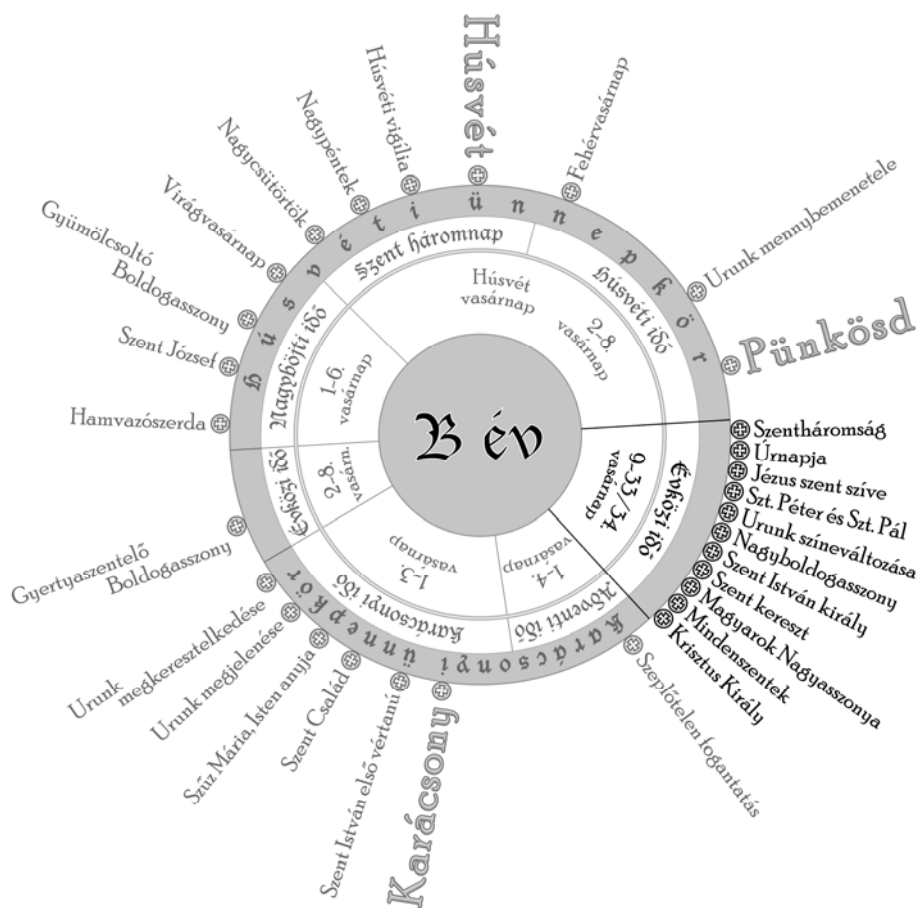 Húsvét
Fehérvasárnap
Urunk mennybemenetele
Pünkösd
Szentháromság
Úrnapja
Jézus szent szíve
Szt. Péter és Szt. Pál
Urunk színeváltozása
Nagyboldogasszony
Szent István király
Szent kereszt
Magyarok Nagyasszonya
Mindenszentek
Krisztus Király
Szeplőtelen fogantatás
Karácsony
Szent István első vértanú
Szent Család
Szűz Mária, Isten anyja
Urunk megjelenése
Urunk
megkeresztelkedése
Gyertyaszentelő
Boldogasszony
Hamvazószerda
Szent József
Gyümölcsoltó
Boldogasszony
Virágvasárnap
Nagycsütörtök
Nagypéntek
Húsvéti vigília
Húsvéti ünnepkör
Karácsonyi ünnepkör
Szent háromnap
Húsvéti idő
Évközi idő
Ádventi idő
Karácsonyi idő
Évközi idő
Nagyböjti idő
Húsvét
vasárnap
2-8.
vasárnap
9-33/34.
vasárnap
1-4.
vasárnap
1-3.
vasárnap
2-8.
vasárn.
1-6.
vasárnap
B év